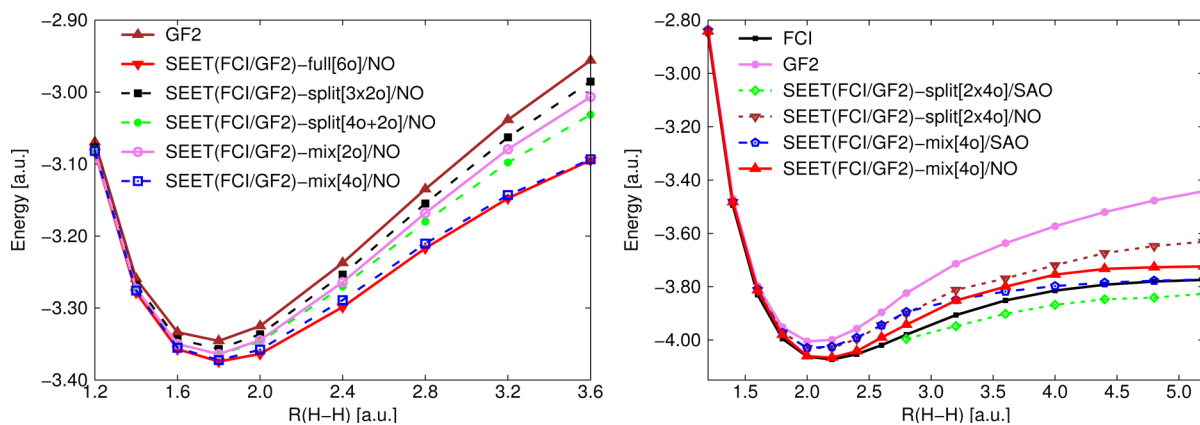 −2.90
−3.00
−3.10
−3.20
−3.30
−3.40
Energy [a.u.]
GF2
SEET(FCI/GF2)−full[6o]/NO
SEET(FCI/GF2)−split[3x2o]/NO
SEET(FCI/GF2)−split[4o+2o]/NO
SEET(FCI/GF2)−mix[2o]/NO
SEET(FCI/GF2)−mix[4o]/NO
1.2 1.6 2.0 2.4 2.8 3.2 3.6
R(H−H) [a.u.]
−2.80
−3.00
−3.20
−3.40
−3.60
−3.80
−4.00
Energy [a.u.]
FCI
GF2
SEET(FCI/GF2)−split[2x4o]/SAO
SEET(FCI/GF2)−split[2x4o]/NO
SEET(FCI/GF2)−mix[4o]/SAO
SEET(FCI/GF2)−mix[4o]/NO
1.5 2.0 2.5 3.0 3.5 4.0 4.5 5.0
R(H−H) [a.u.]